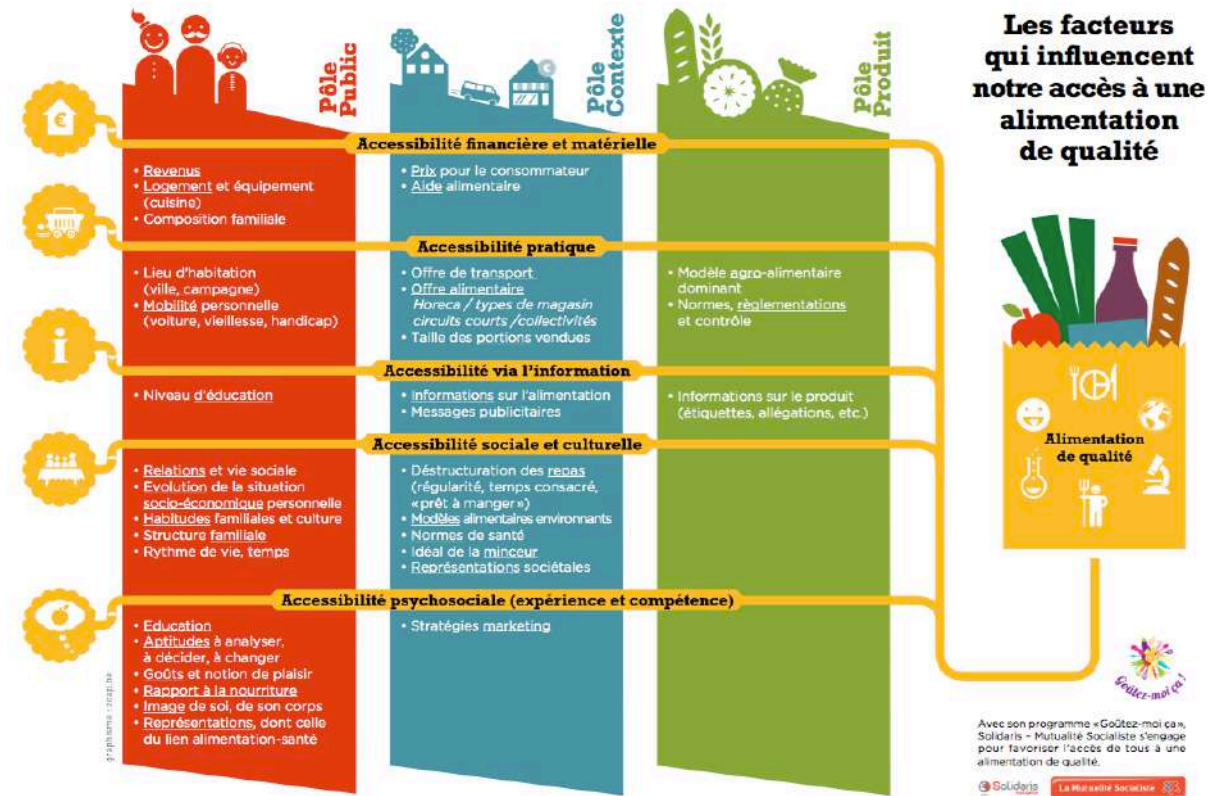 Pôle
Public
Pôle
Contexte
Pôle
Produit
Les facteurs
qui influencent
notre accès à une
alimentation
de qualité
Accessibilité financière et matérielle
• Revenus
• Logement et équipement
(cuisine)
• Composition familiale
• Prix pour le consommateur
• Aide alimentaire
Accessibilité pratique
• Lieu d'habitation
(ville, campagne)
• Mobilité personnelle
(voiture, vieillesse, handicap)
• Offre de transport
• Offre alimentaire
Horeca / types de magasin
circuits courts /collectivités
• Taille des portions vendues
• Modèle agro-alimentaire
dominant
• Normes, règlementations
et contrôle
Accessibilité via l'information
• Niveau d'éducation
• Informations sur l'alimentation
• Messages publicitaires
• Informations sur le produit
(étiquettes, allégations, etc.)
Accessibilité sociale et culturelle
• Relations et vie sociale
• Evolution de la situation
socio-économique personnelle
• Habitudes familiales et culture
• Structure familiale
• Rythme de vie, temps
• Déstructuration des repas
(régularité, temps consacré,
«prêt à manger»)
• Modèles alimentaires environnants
• Normes de santé
• Idéal de la minceur
• Représentations sociétales
Accessibilité psychosociale (expérience et compétence)
• Education
• Aptitudes à analyser,
à décider, à changer
• Goûts et notion de plaisir
• Rapport à la nourriture
• Image de soi, de son corps
• Représentations, dont celle
du lien alimentation-santé
• Stratégies marketing
Alimentation
de qualité
Goûtez-moi ça !
Avec son programme «Goûtez-moi ça»,
Solidaris – Mutualité Socialiste s'engage
pour favoriser l'accès de tous à une
alimentation de qualité.
Solidaris
La Mutualité Socialiste